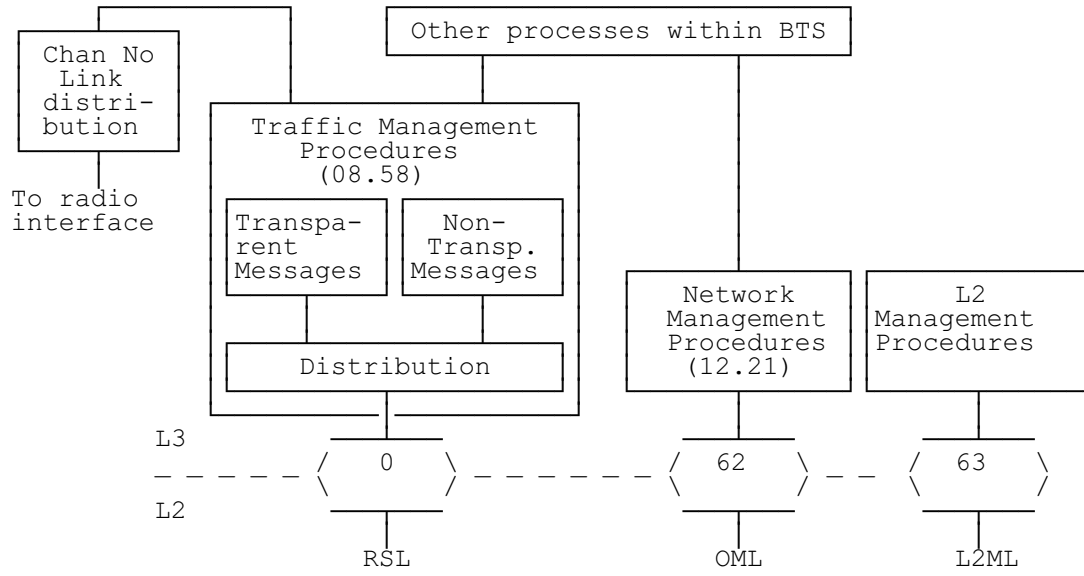 Other processes within BTS
Chan No
Link
distri-
bution
To radio
interface
Traffic Management
Procedures
(08.58)
Transpa-
rent
Messages
Non-
Transp.
Messages
Distribution
Network
Management
Procedures
(12.21)
L2
Management
Procedures
L3
0
62
63
L2
RSL
OML
L2ML